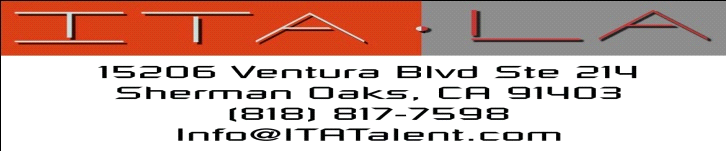 ITA·LA
15206 Ventura Blvd Ste 214
Sherman Oaks, CA 91403
(818) 817-7598
Info@ITATalent.com